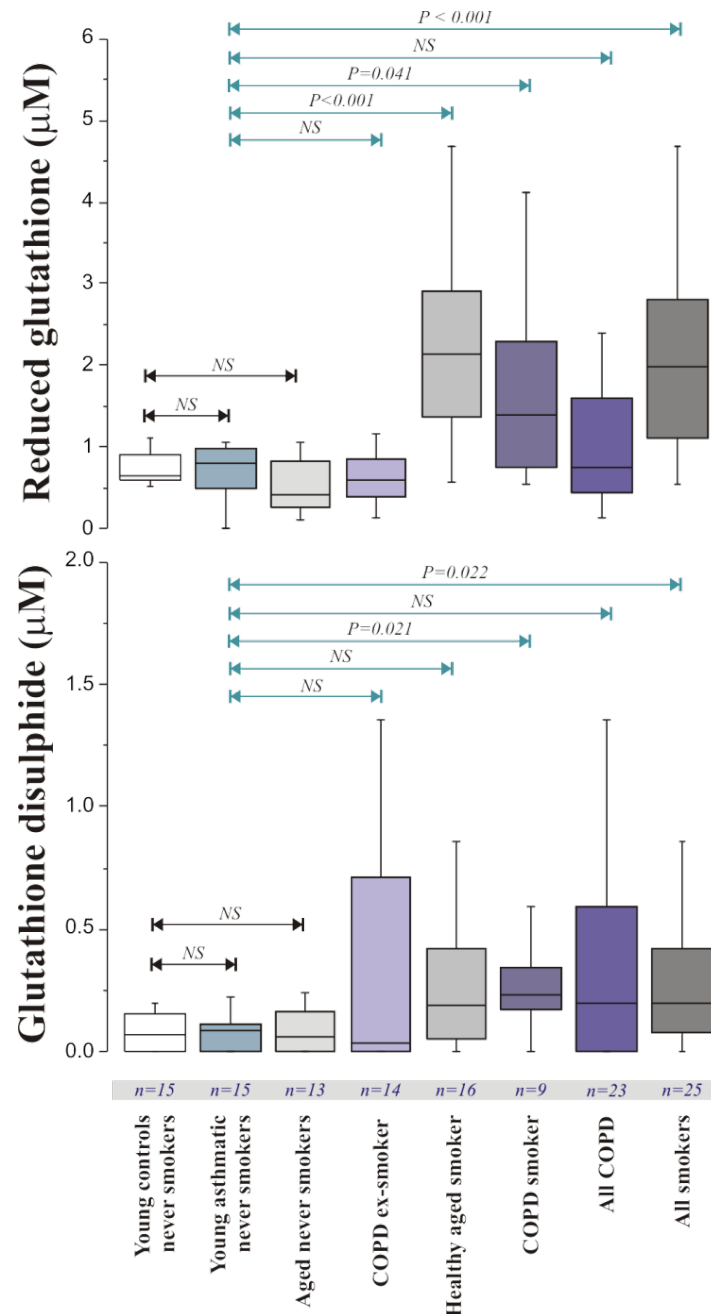 Reduced glutathione (µM)
6
5
4
3
2
1
0
P < 0.001
NS
P=0.041
P<0.001
NS
NS
NS
Glutathione disulphide (µM)
2.0
1.5
1.0
0.5
0.0
P=0.022
NS
P=0.021
NS
NS
NS
NS
n=15
n=15
n=13
n=14
n=16
n=9
n=23
n=25
Young controls
never smokers
Young asthmatic
never smokers
Aged never smokers
COPD ex-smoker
Healthy aged smoker
COPD smoker
All COPD
All smokers